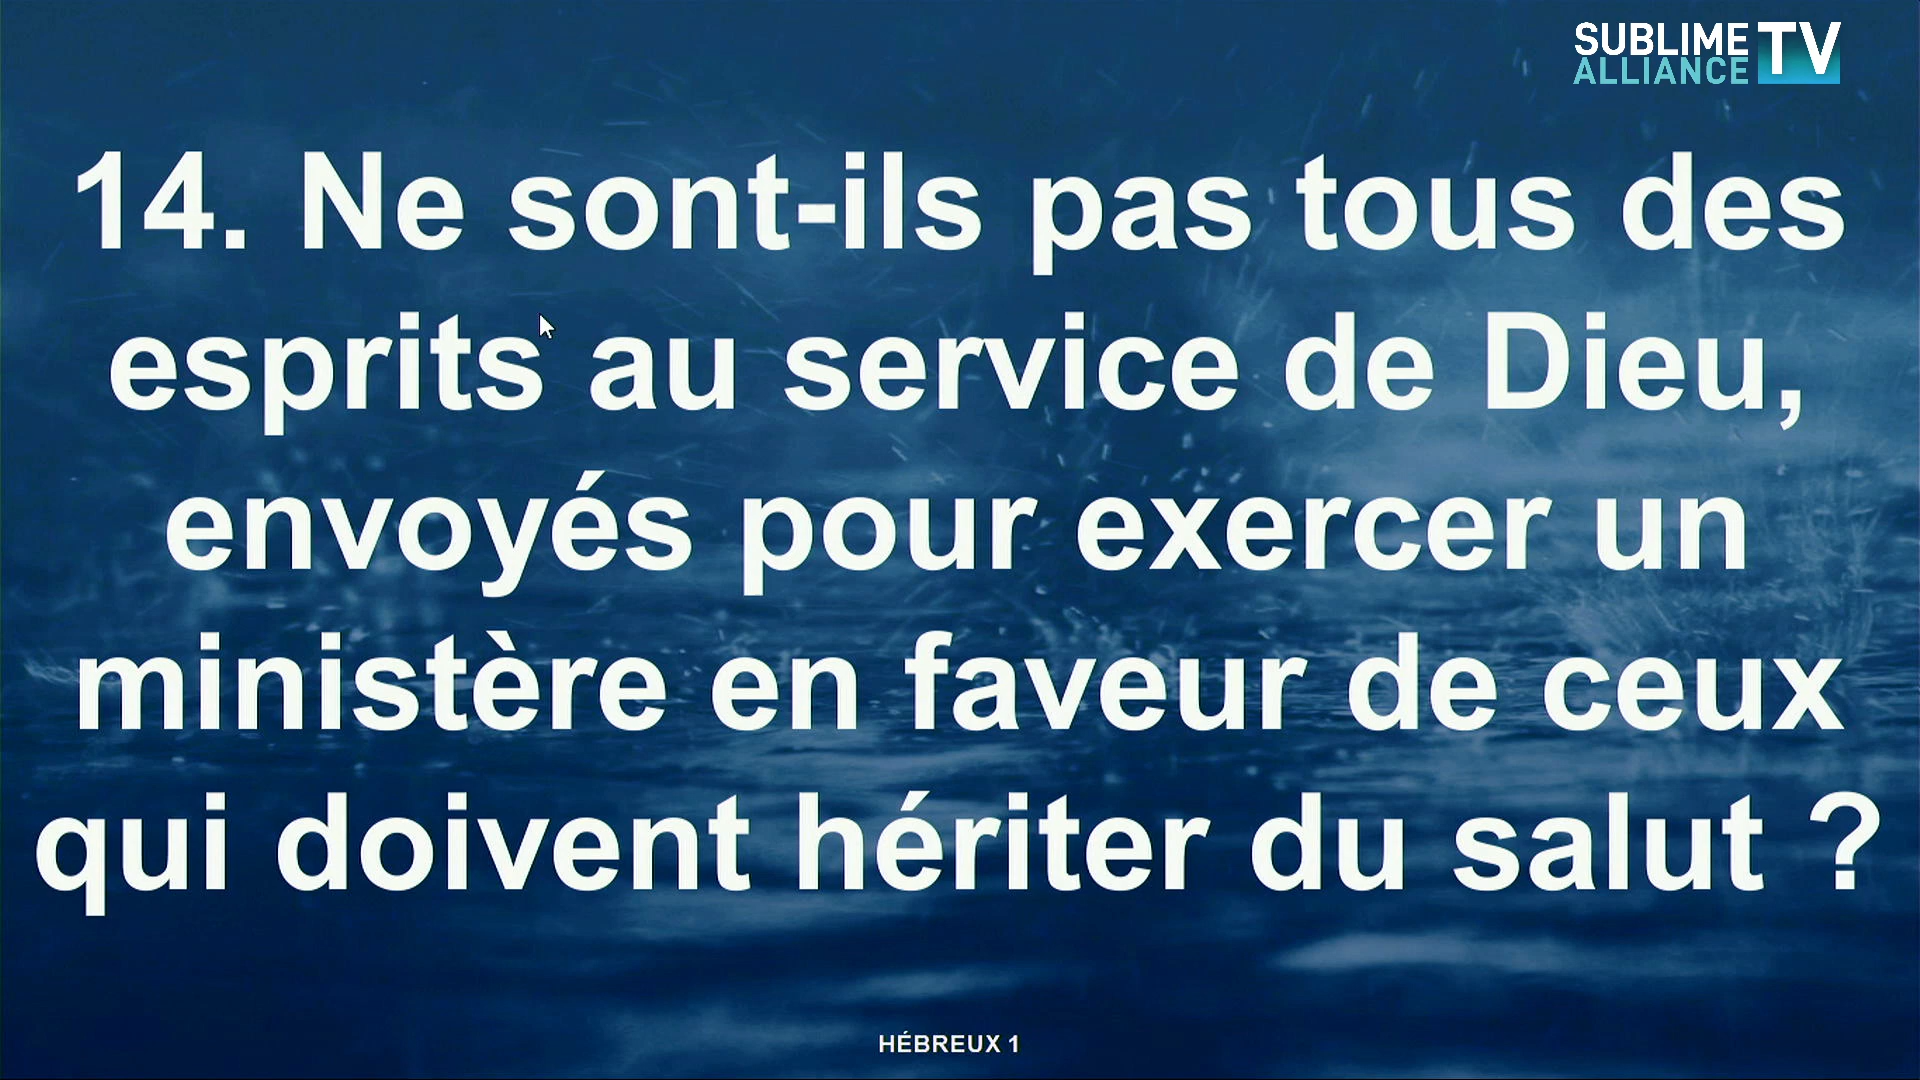 SUBLIME TV
ALLIANCE
14. Ne sont-ils pas tous des
esprits au service de Dieu,
envoyés pour exercer un
ministère en faveur de ceux
qui doivent hériter du salut ?
HÉBREUX 1